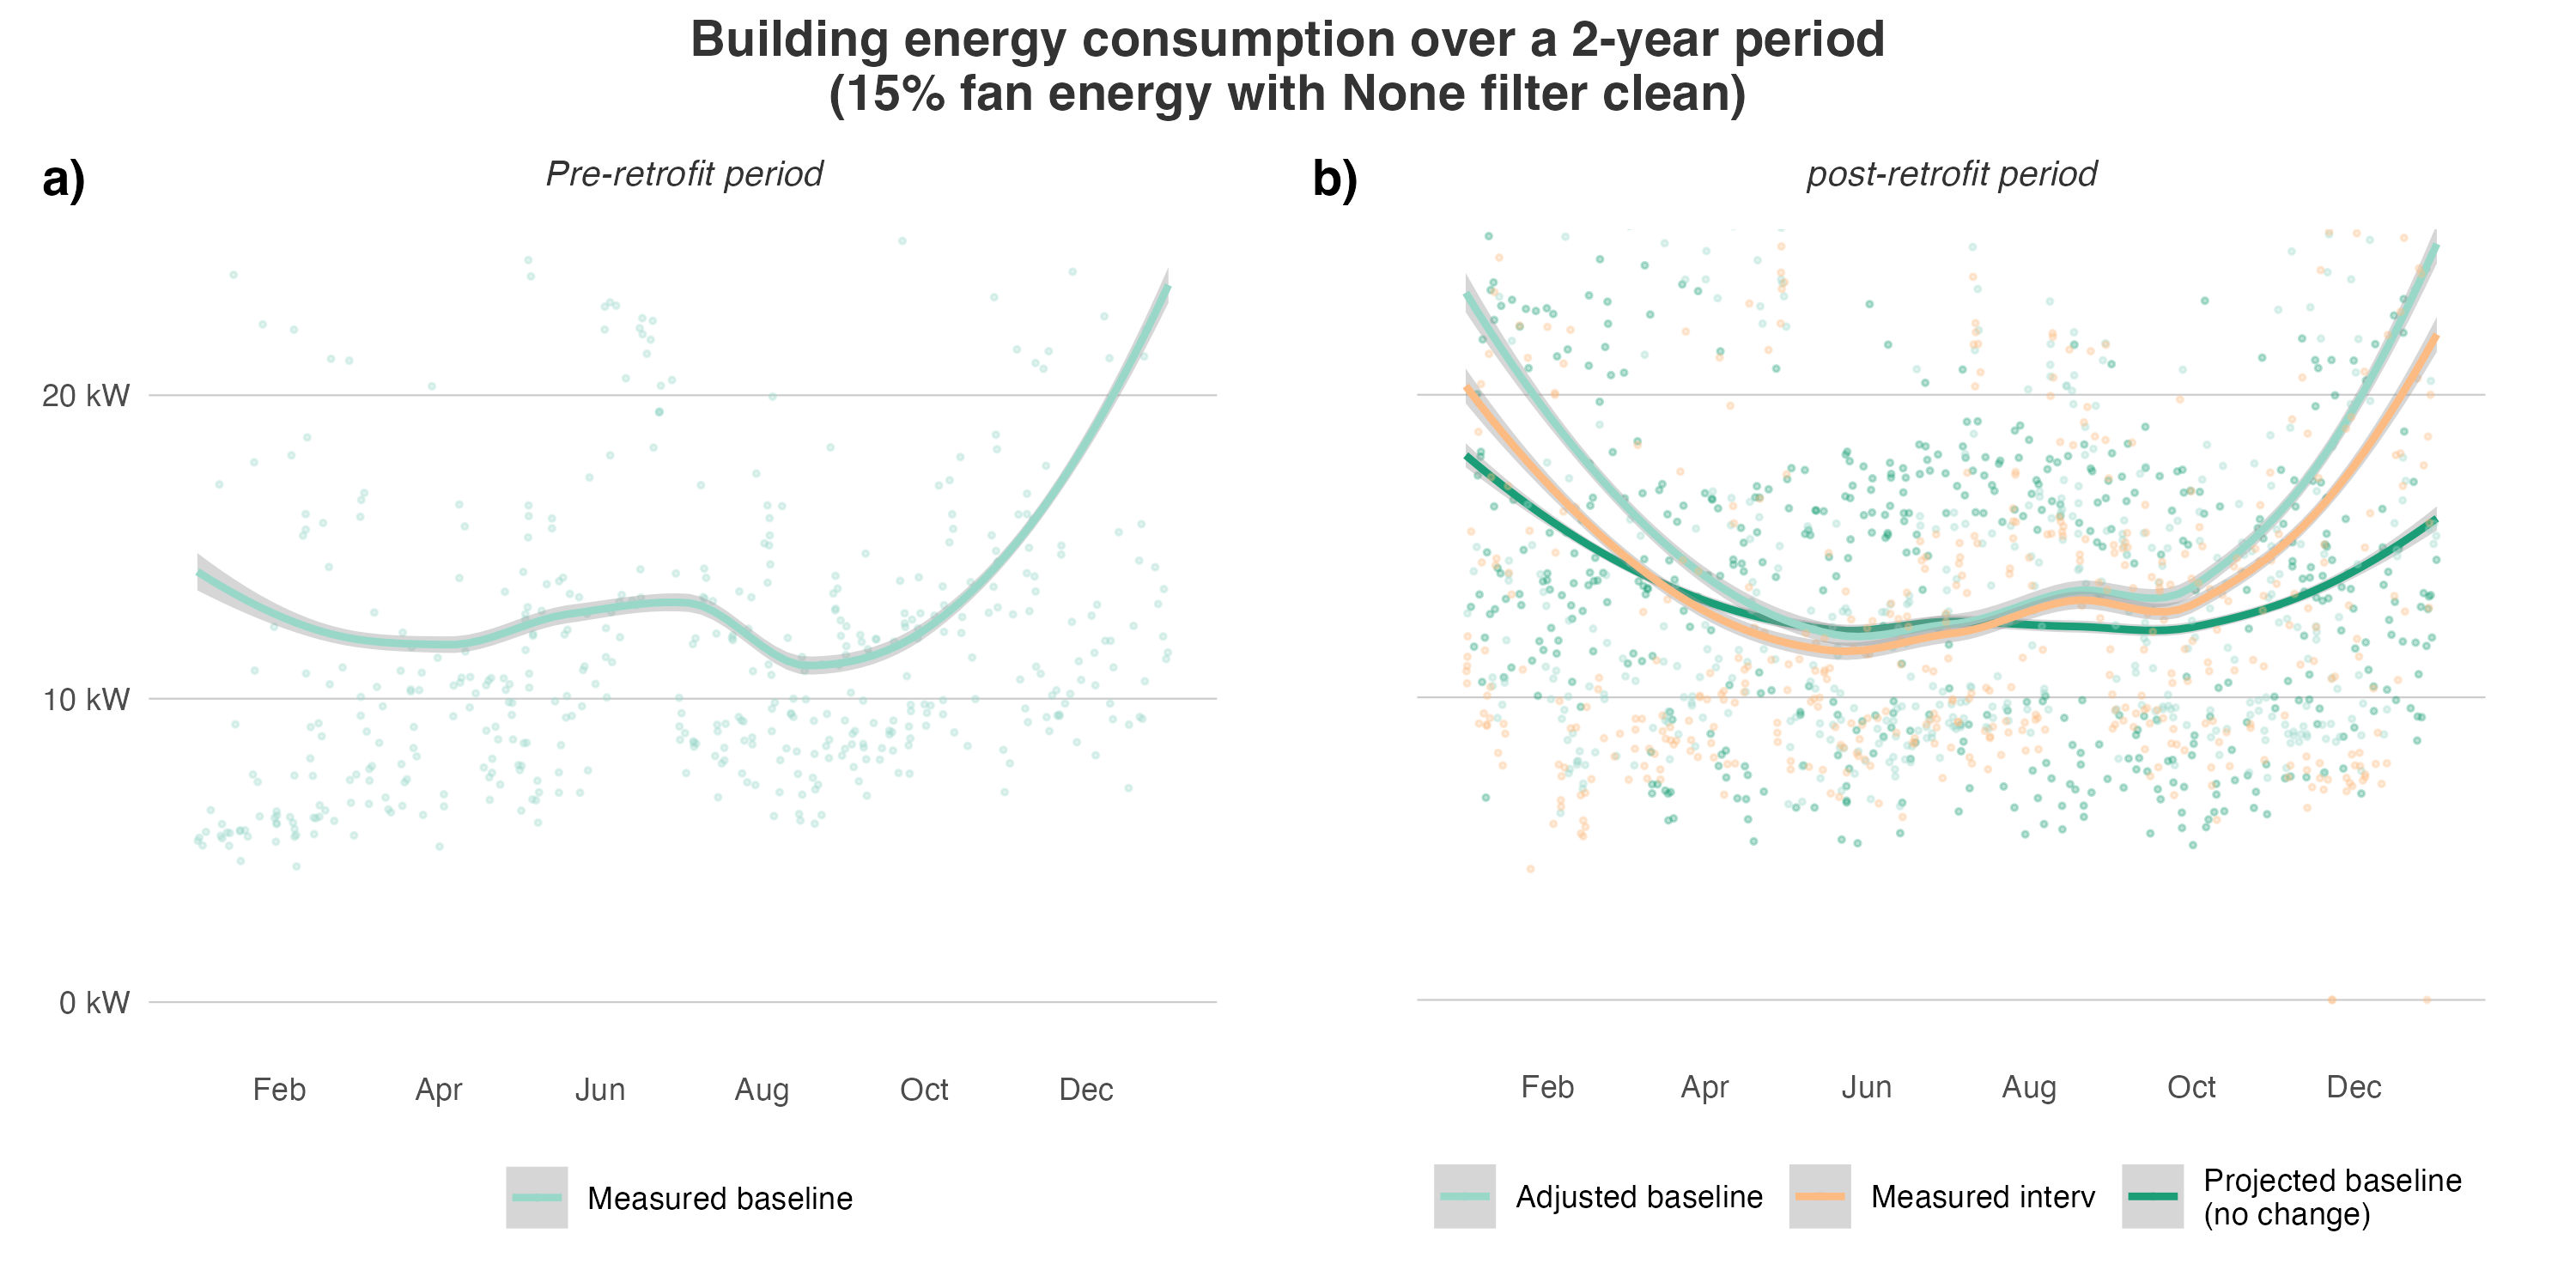 Building energy consumption over a 2-year period
(15% fan energy with None filter clean)
a)
Pre-retrofit period
20 kW
10 kW
0 kW
Feb Apr Jun Aug Oct Dec
Measured baseline
b)
post-retrofit period
Feb Apr Jun Aug Oct Dec
Adjusted baseline
Measured interv
Projected baseline
(no change)